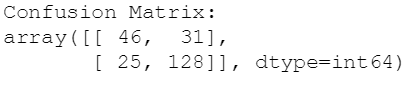 Confusion Matrix:
array([[ 46,  31],
       [ 25, 128]], dtype=int64)